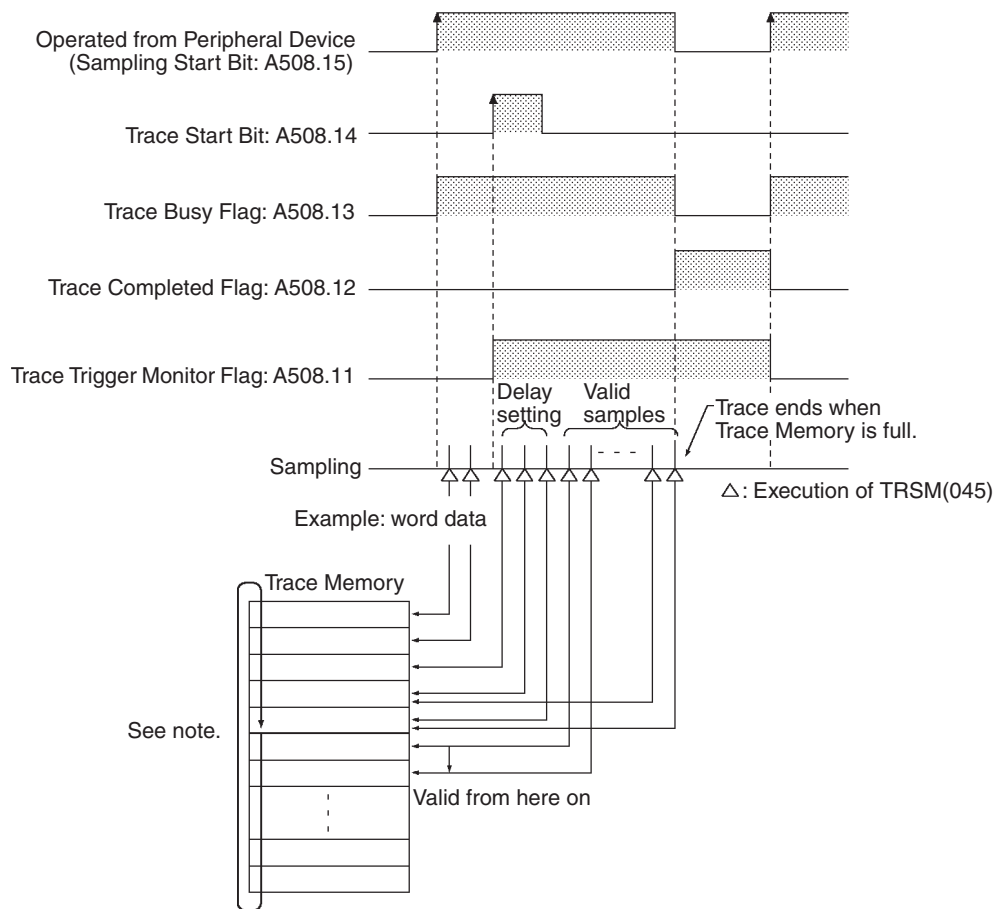 Operated from Peripheral Device
(Sampling Start Bit: A508.15)
Trace Start Bit: A508.14
Trace Busy Flag: A508.13
Trace Completed Flag: A508.12
Trace Trigger Monitor Flag: A508.11
Delay
setting
Valid
samples
Trace ends when
Trace Memory is full.
Sampling
△: Execution of TRSM(045)
Example: word data
Trace Memory
See note.
Valid from here on